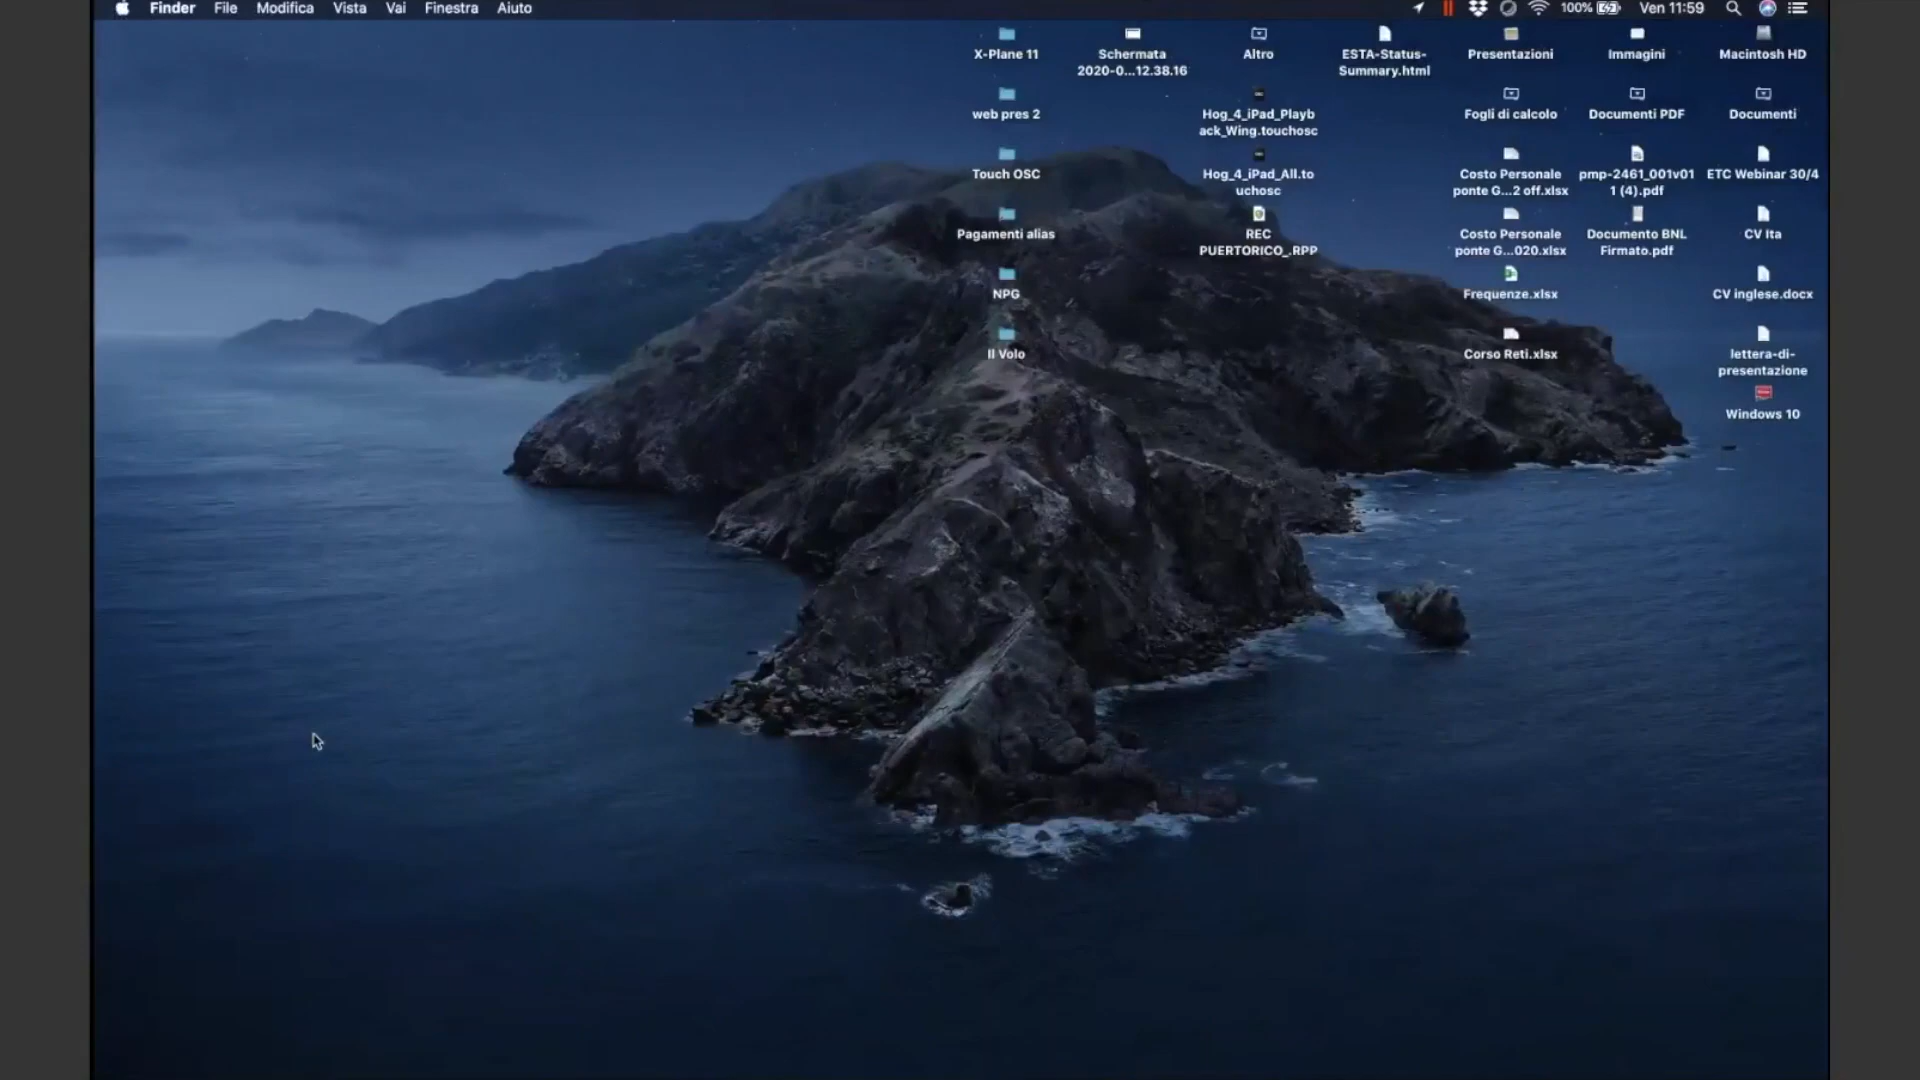 Finder File Modifica Vista Vai Finestra Aiuto 100% Ven 11:59
X-Plane 11
Schermata
2020-0...12.38.16
Altro
ESTA-Status-
Summary.html
Presentazioni
Immagini
Macintosh HD
web pres 2
Hog_4_iPad_Playb
ack_Wing.touchosc
Fogli di calcolo
Documenti PDF
Documenti
Touch OSC
Hog_4_iPad_All.to
uchosc
Costo Personale
ponte G...2 off.xlsx
pmp-2461_001v01
1 (4).pdf
ETC Webinar 30/4
Pagamenti alias
REC
PUERTORICO_.RPP
Costo Personale
ponte G...020.xlsx
Documento BNL
Firmato.pdf
CV Ita
NPG
Frequenze.xlsx
CV inglese.docx
Il Volo
Corso Reti.xlsx
lettera-di-
presentazione
Windows 10